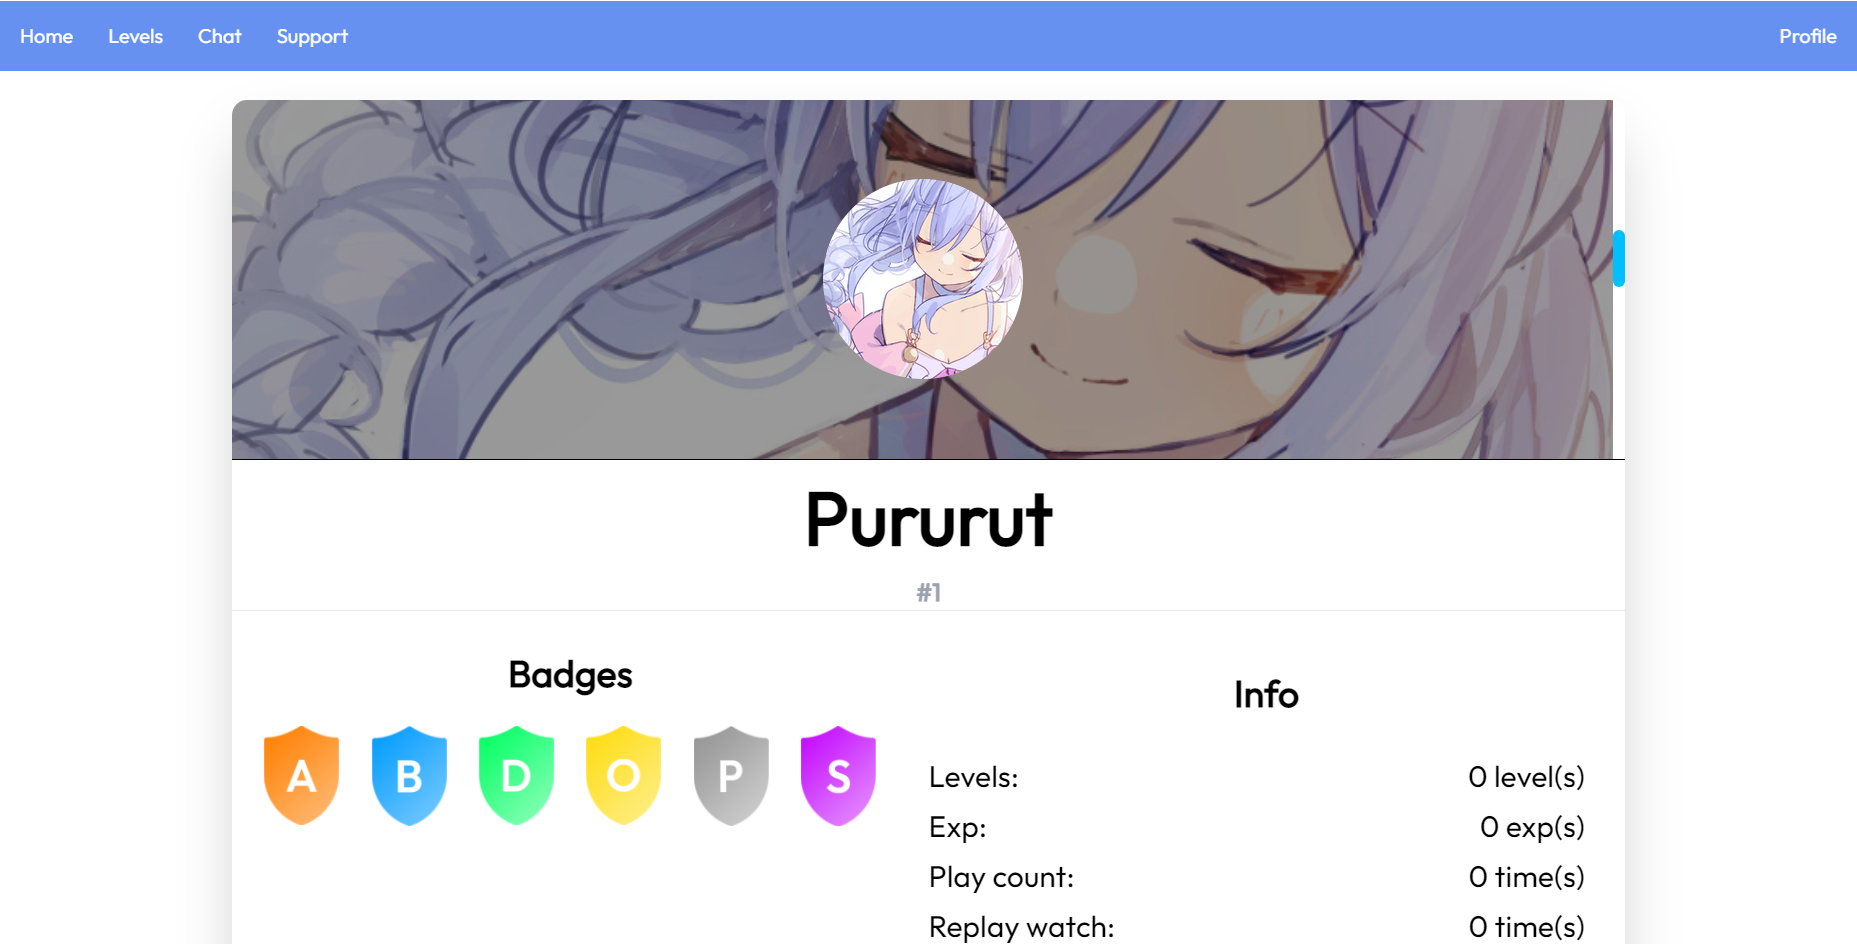 Home Levels Chat Support Profile
Pururut
#1
Badges
A B D O P S
Info
Levels: 0 level(s)
Exp: 0 exp(s)
Play count: 0 time(s)
Replay watch: 0 time(s)